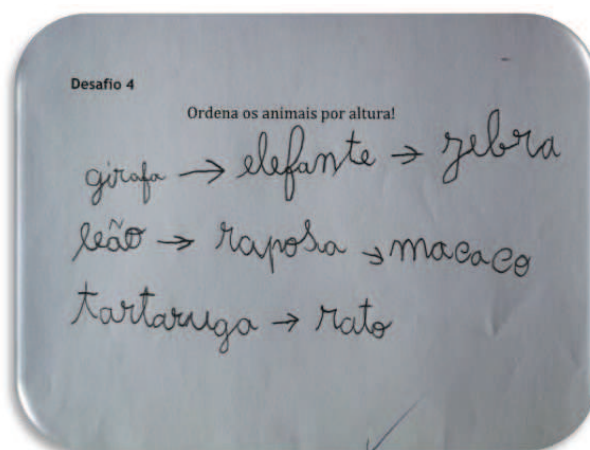 Desafio 4
Ordena os animais por altura!
girafa → elefante → zebra
leão → raposa → macaco
tartaruga → rato